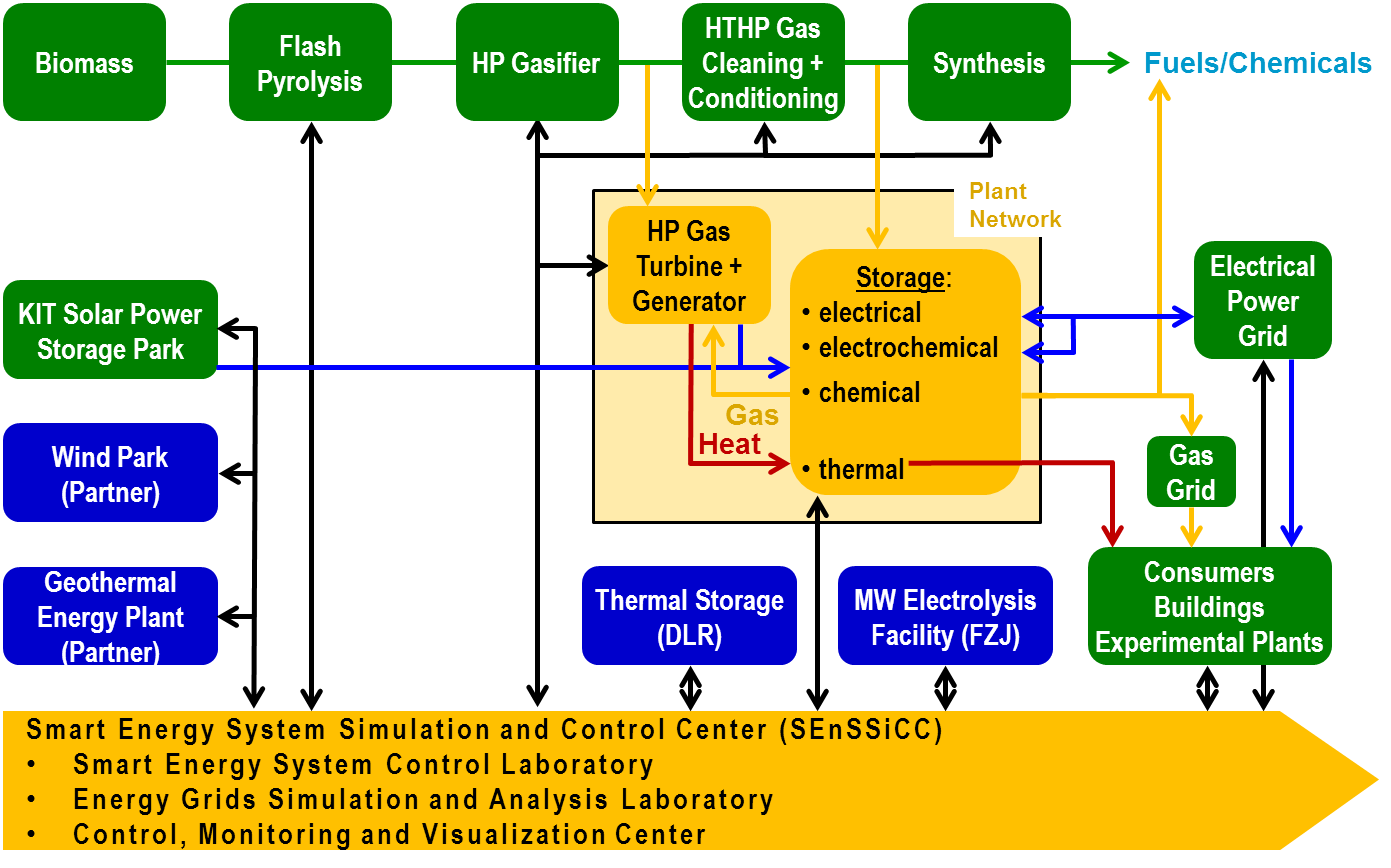 Biomass
Flash
Pyrolysis
HP Gasifier
HTHP Gas
Cleaning +
Conditioning
Synthesis
Fuels/Chemicals
Plant
Network
HP Gas
Turbine +
Generator
Storage:
• electrical
• electrochemical
• chemical
• thermal
Gas
Heat
Electrical
Power
Grid
KIT Solar Power
Storage Park
Wind Park
(Partner)
Gas
Grid
Geothermal
Energy Plant
(Partner)
Thermal Storage
(DLR)
MW Electrolysis
Facility (FZJ)
Consumers
Buildings
Experimental Plants
Smart Energy System Simulation and Control Center (SEnSSiCC)
• Smart Energy System Control Laboratory
• Energy Grids Simulation and Analysis Laboratory
• Control, Monitoring and Visualization Center